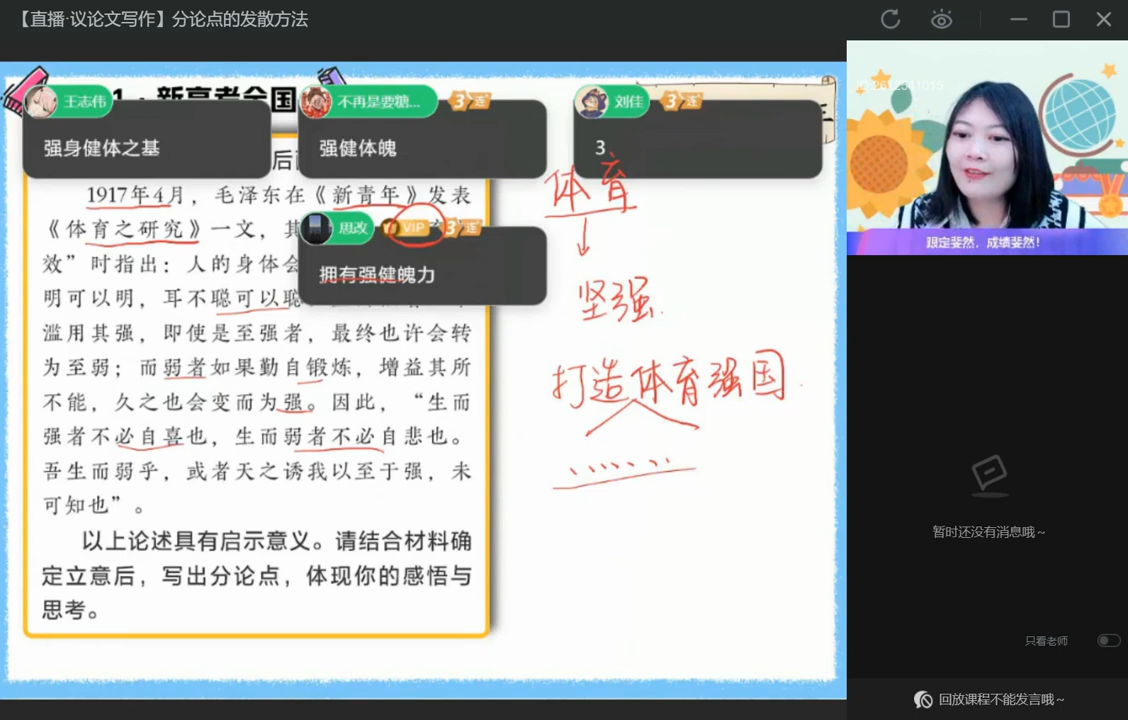 【直播·议论文写作】分论点的发散方法
1·新高考全国
王志伟
强身健体之基
不再是要糖...
3连
强健体魄
刘佳
3连
3
思改
VIP
3连
拥有强健魄力
1917年4月，毛泽东在《新青年》发表
《体育之研究》一文，其
效”时指出：人的身体会
明可以明，耳不聪可以聪
滥用其强，即使是至强者，最终也许会转
为至弱；而弱者如果勤自锻炼，增益其所
不能，久之也会变而为强。因此，“生而
强者不必自喜也，生而弱者不必自悲也。
吾生而弱乎，或者天之诱我以至于强，未
可知也”。
以上论述具有启示意义。请结合材料确
定立意后，写出分论点，体现你的感悟与
思考。
体育
坚强
打造体育强国
跟定斐然，成绩斐然！
暂时还没有消息哦~
只看老师
回放课程不能发言哦~